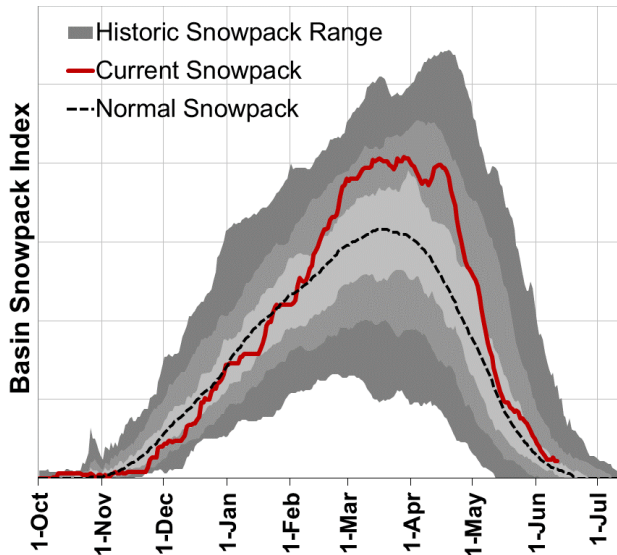 Historic Snowpack Range
Current Snowpack
Normal Snowpack
Basin Snowpack Index
1-Oct
1-Nov
1-Dec
1-Jan
1-Feb
1-Mar
1-Apr
1-May
1-Jun
1-Jul